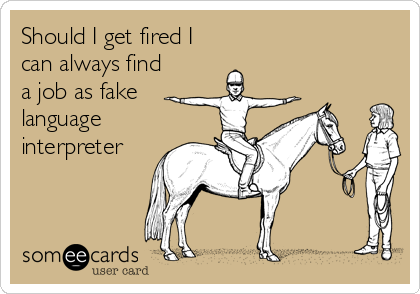 Should I get fired I
can always find
a job as fake
language
interpreter
someecards
user card